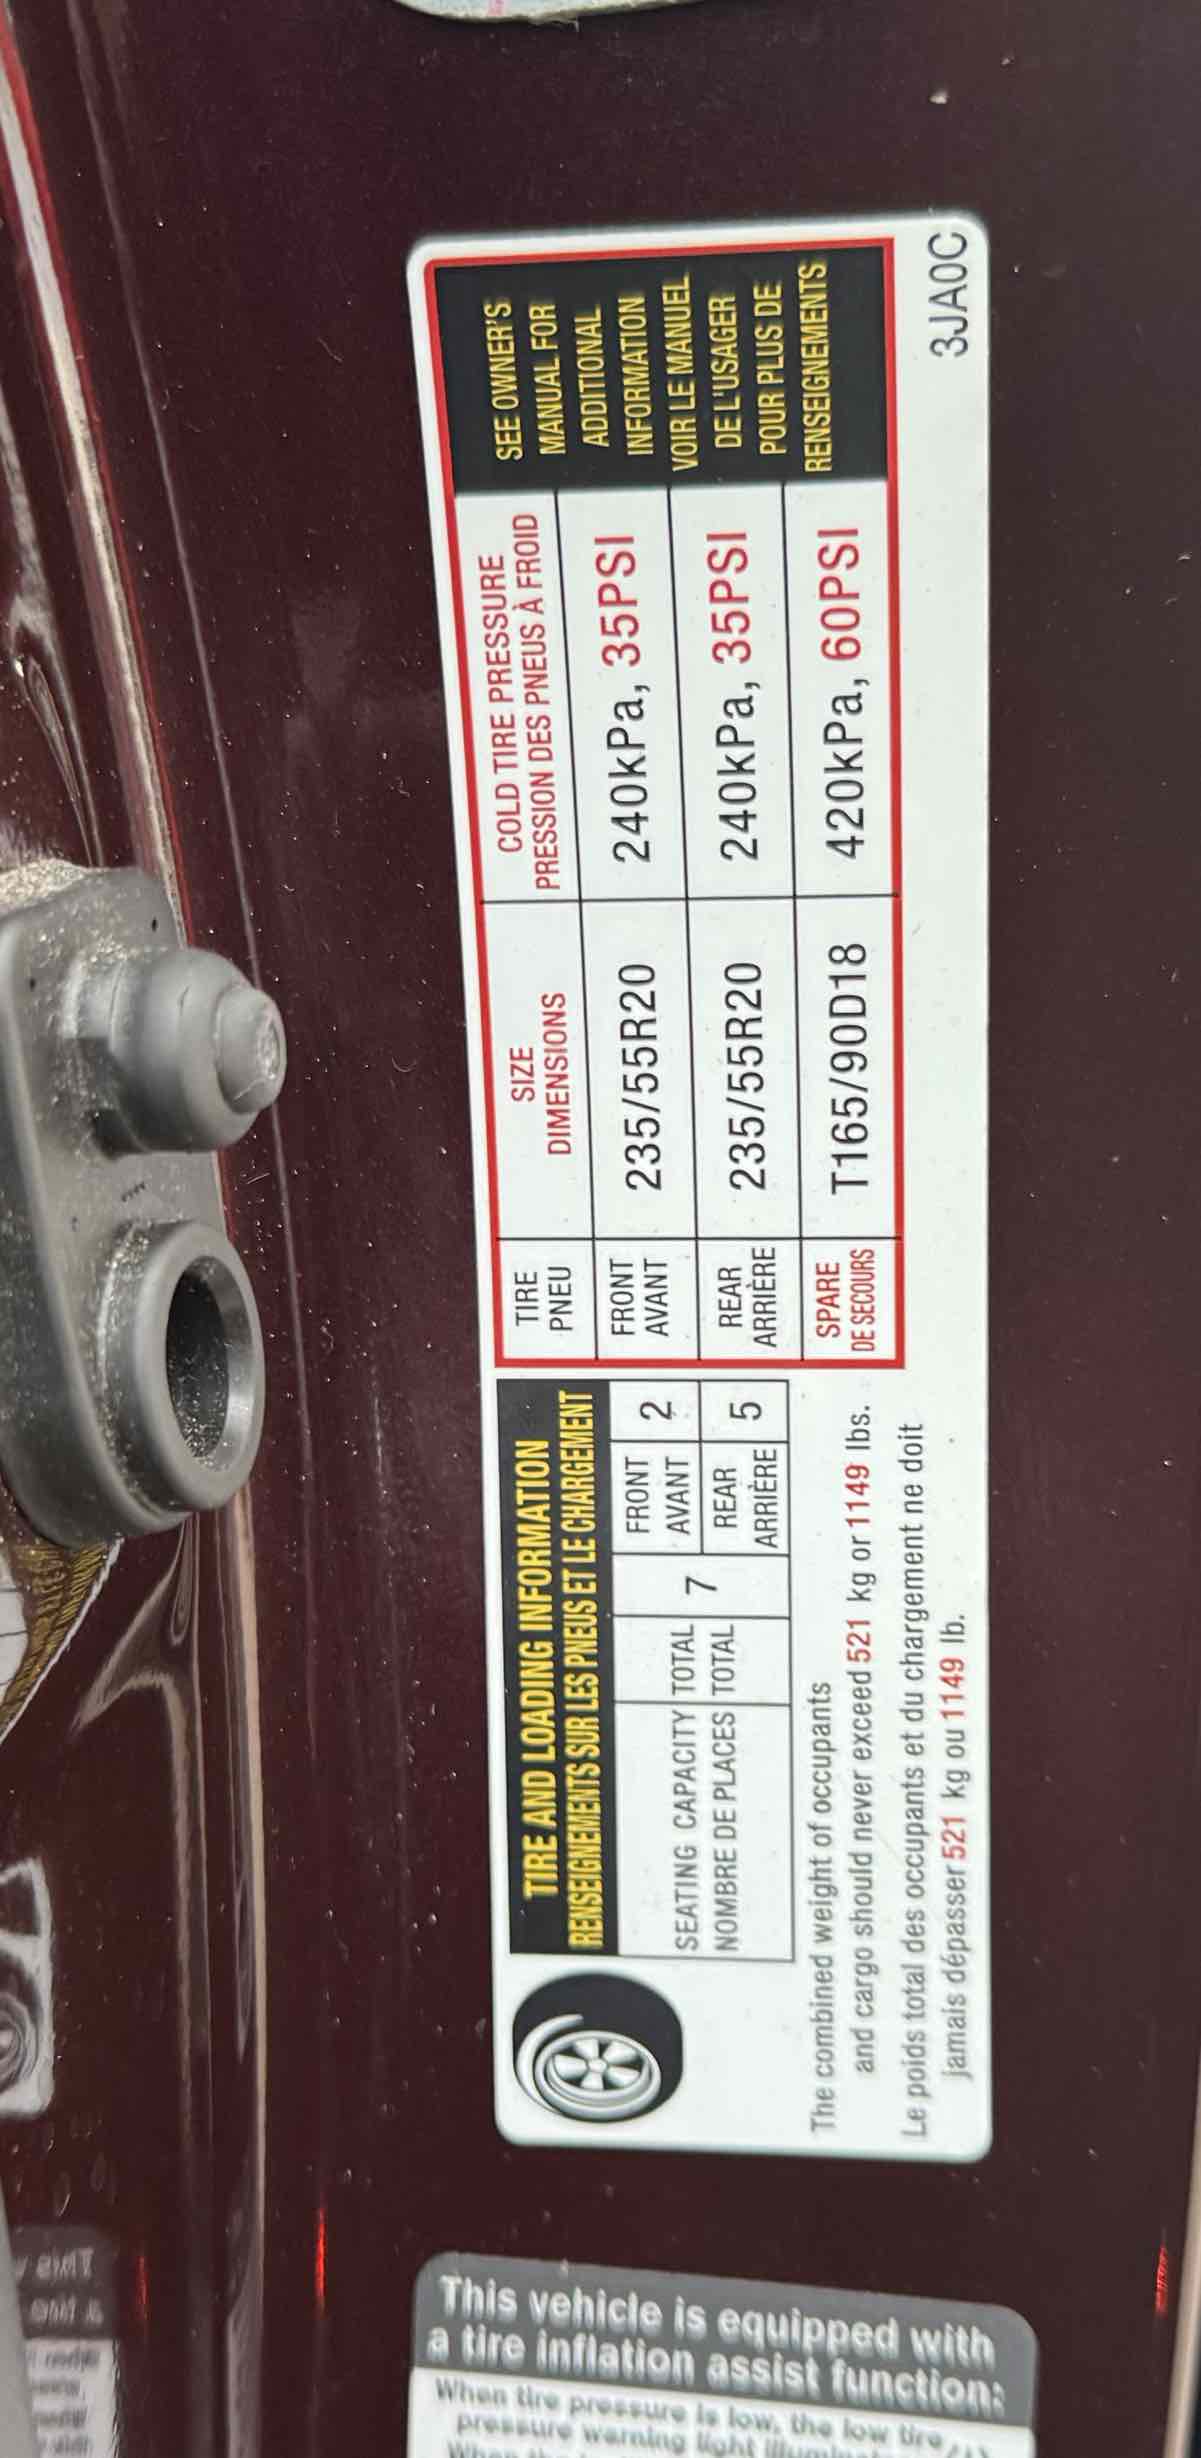 TIRE AND LOADING INFORMATION
RENSEIGNEMENTS SUR LES PNEUS ET LE CHARGEMENT
SEATING CAPACITY TOTAL 7 FRONT 2
NOMBRE DE PLACES TOTAL AVANT
REAR 5
ARRIÈRE
The combined weight of occupants
and cargo should never exceed 521 kg or 1149 lbs.
Le poids total des occupants et du chargement ne doit
jamais dépasser 521 kg ou 1149 lb.
TIRE SIZE COLD TIRE PRESSURE
PNEU DIMENSIONS PRESSION DES PNEUS À FROID
FRONT 235/55R20 240kPa, 35PSI
AVANT
REAR 235/55R20 240kPa, 35PSI
ARRIÈRE
SPARE T165/90D18 420kPa, 60PSI
DE SECOURS
SEE OWNER'S
MANUAL FOR
ADDITIONAL
INFORMATION
VOIR LE MANUEL
DE L'USAGER
POUR PLUS DE
RENSEIGNEMENTS
3JA0C
This vehicle is equipped with
a tire inflation assist function:
When tire pressure is low, the low tire
pressure warning light